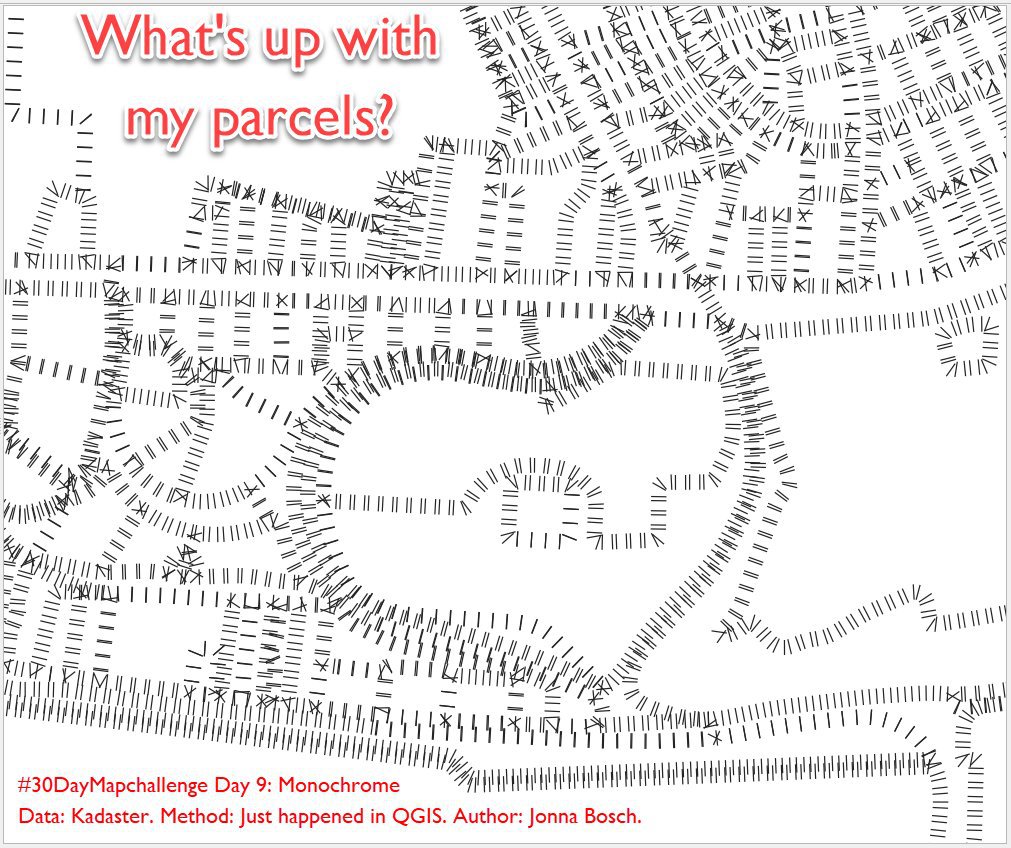 What's up with
my parcels?
#30DayMapchallenge Day 9: Monochrome
Data: Kadaster. Method: Just happened in QGIS. Author: Jonna Bosch.